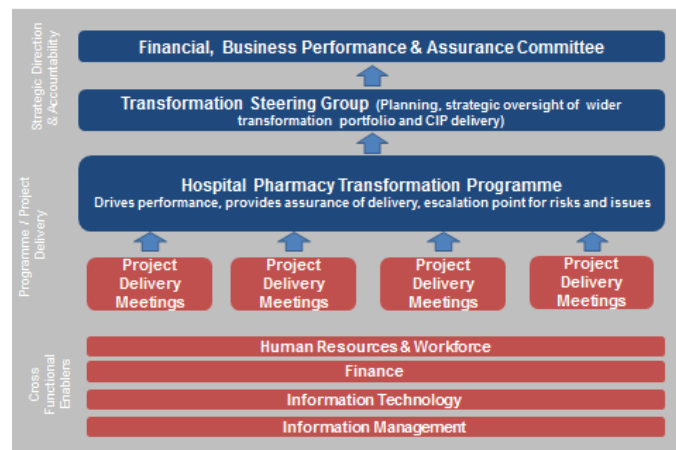 Strategic Direction
& Accountability
Financial, Business Performance & Assurance Committee
Transformation Steering Group (Planning, strategic oversight of wider
transformation portfolio and CIP delivery)
Programme / Project
Delivery
Hospital Pharmacy Transformation Programme
Drives performance, provides assurance of delivery, escalation point for risks and issues
Project
Delivery
Meetings
Project
Delivery
Meetings
Project
Delivery
Meetings
Project
Delivery
Meetings
Cross
Functional
Enablers
Human Resources & Workforce
Finance
Information Technology
Information Management